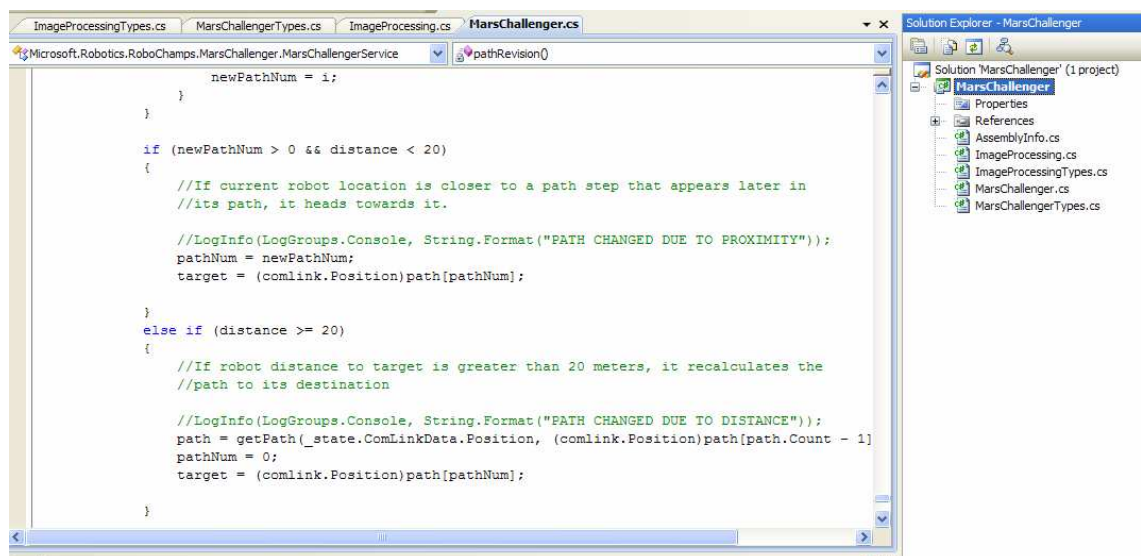 ImageProcessingTypes.cs MarsChallengerTypes.cs ImageProcessing.cs MarsChallenger.cs
Microsoft.Robotics.RoboChamps.MarsChallenger.MarsChallengerService pathRevision()
newPathNum = i;
}
}
if (newPathNum > 0 && distance < 20)
{
//If current robot location is closer to a path step that appears later in
//its path, it heads towards it.
//LogInfo(LogGroups.Console, String.Format("PATH CHANGED DUE TO PROXIMITY"));
pathNum = newPathNum;
target = (comlink.Position)path[pathNum];
}
else if (distance >= 20)
{
//If robot distance to target is greater than 20 meters, it recalculates the
//path to its destination
//LogInfo(LogGroups.Console, String.Format("PATH CHANGED DUE TO DISTANCE"));
path = getPath(_state.ComLinkData.Position, (comlink.Position)path[path.Count - 1]
pathNum = 0;
target = (comlink.Position)path[pathNum];
}
Solution Explorer - MarsChallenger
Solution 'MarsChallenger' (1 project)
MarsChallenger
Properties
References
AssemblyInfo.cs
ImageProcessing.cs
ImageProcessingTypes.cs
MarsChallenger.cs
MarsChallengerTypes.cs